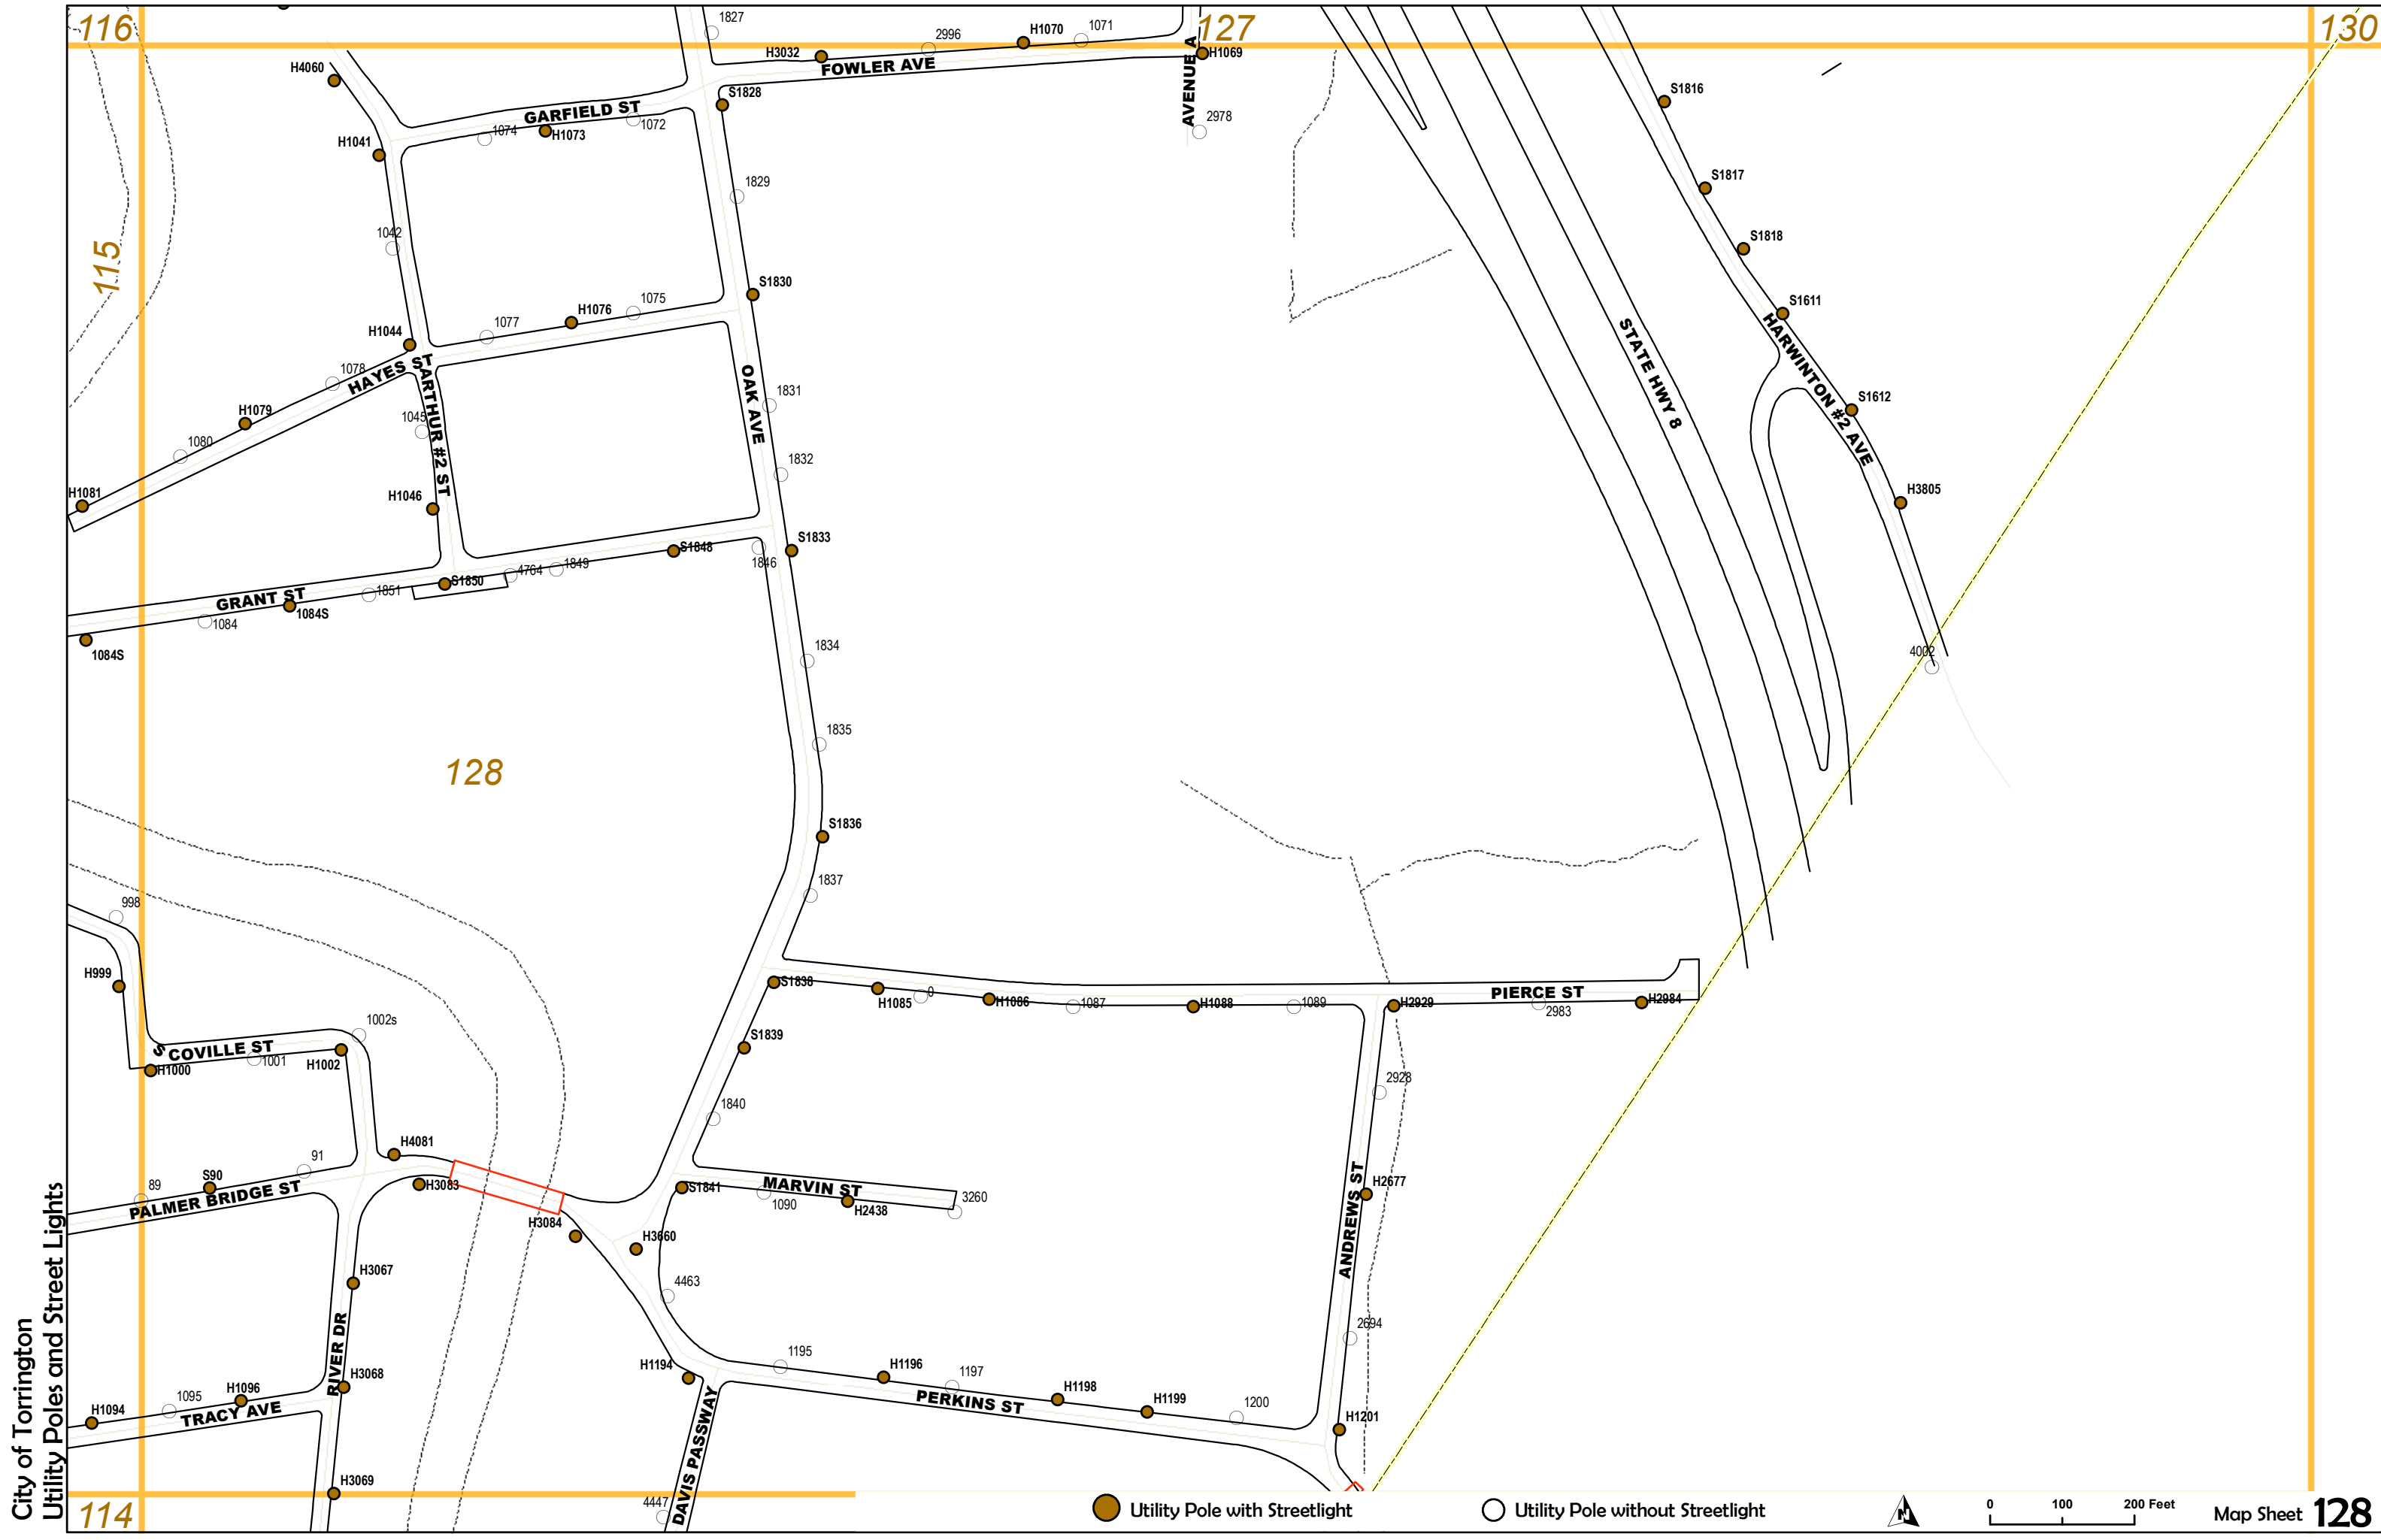 116
127
130
1827
2996
H1070
1071
H3032
H1069
FOWLER AVE
AVENUE A
H4060
S1828
GARFIELD ST
1072
1074
H1073
2978
S1816
H1041
S1817
1829
1042
S1818
115
S1830
1075
H1076
S1611
1077
H1044
HAYES ST
1078
STATE HWY 8
HARWINTON #2 AVE
OAK AVE
1831
S1612
H1079
1045
ARTHUR #2 ST
1080
1832
H1081
H1046
H3805
S1833
S1848
1846
1849
4764
S1850
1851
GRANT ST
1084S
1084
1084S
1834
4002
1835
128
S1836
1837
998
H999
S1838
H1085
0
H1086
1087
H1088
1089
H2929
PIERCE ST
2983
H2984
1002s
S COVILLE ST
1001
H1002
H1000
S1839
2928
1840
H4081
91
S90
89
PALMER BRIDGE ST
H3083
S1841
MARVIN ST
1090
H2438
3260
ANDREWS ST
H2677
H3084
H3660
H3067
4463
RIVER DR
2694
H1194
1195
H1196
1197
H3068
H1096
1095
H1094
TRACY AVE
PERKINS ST
H1198
H1199
1200
H1201
DAVIS PASSWAY
H3069
4447
114
City of Torrington
Utility Poles and Street Lights
Utility Pole with Streetlight
Utility Pole without Streetlight
N
0 100 200 Feet
Map Sheet 128